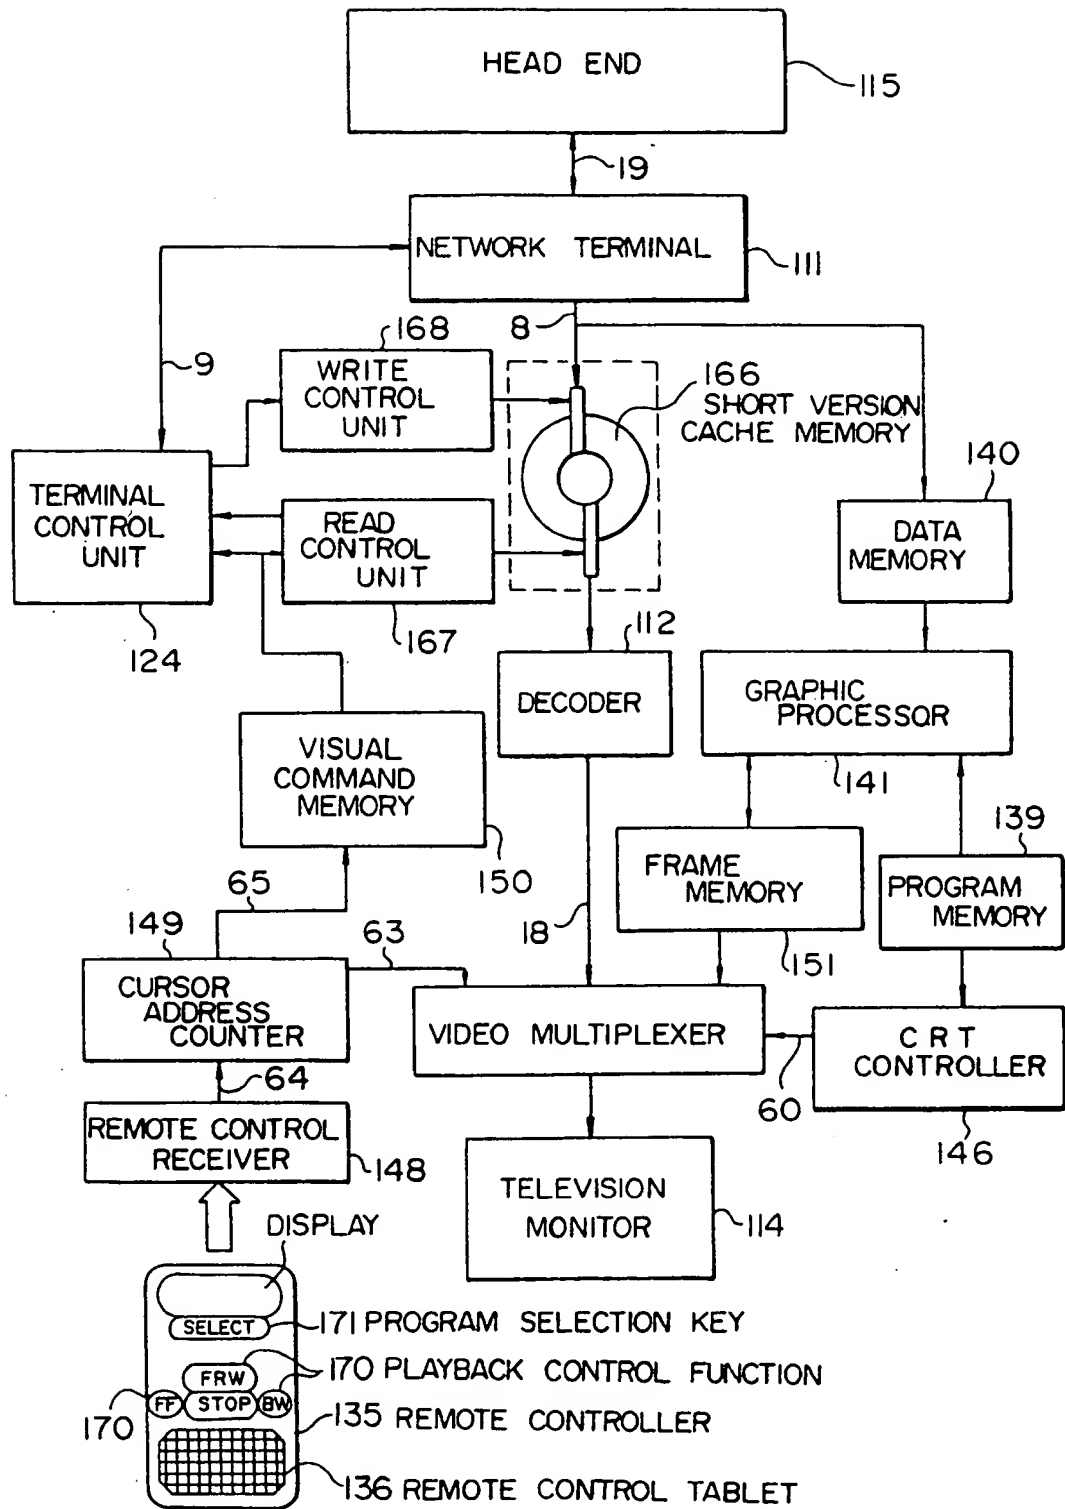 HEAD END
115
19
NETWORK TERMINAL
111
8
9
168
WRITE
CONTROL
UNIT
166
SHORT VERSION
CACHE MEMORY
140
TERMINAL
CONTROL
UNIT
READ
CONTROL
UNIT
DATA
MEMORY
124
167
112
DECODER
GRAPHIC
PROCESSOR
141
VISUAL
COMMAND
MEMORY
150
139
FRAME
MEMORY
PROGRAM
MEMORY
65
18
151
149
63
CURSOR
ADDRESS
COUNTER
VIDEO MULTIPLEXER
CRT
CONTROLLER
60
64
146
REMOTE CONTROL
RECEIVER
148
TELEVISION
MONITOR
114
DISPLAY
SELECT
171 PROGRAM SELECTION KEY
FRW
170 PLAYBACK CONTROL FUNCTION
FF
STOP
BW
170
135 REMOTE CONTROLLER
136 REMOTE CONTROL TABLET